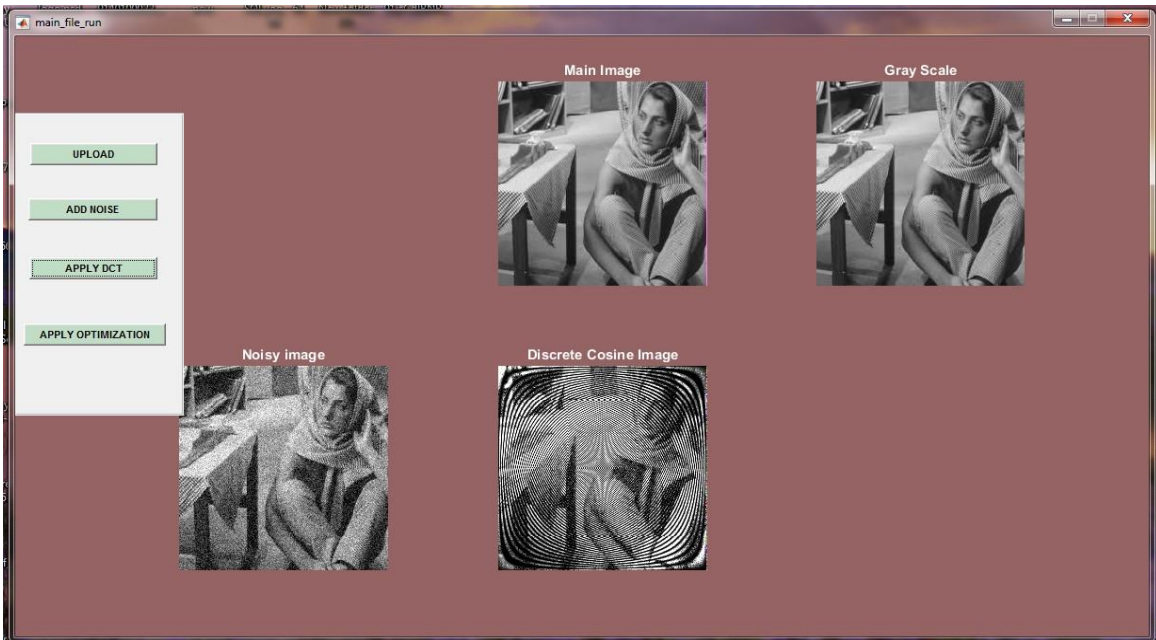 main_file_run
Main Image
Gray Scale
UPLOAD
ADD NOISE
APPLY DCT
APPLY OPTIMIZATION
Noisy image
Discrete Cosine Image